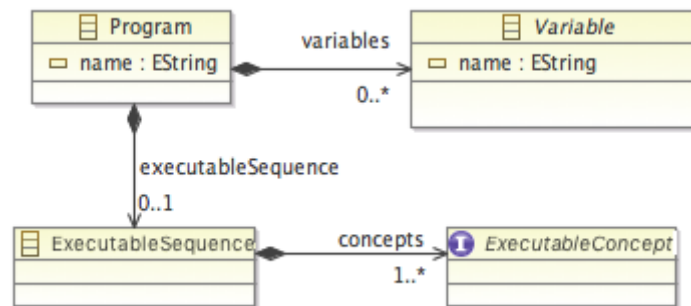 Program
name : EString
variables
0..*
Variable
name : EString
executableSequence
0..1
ExecutableSequence
concepts
1..*
I ExecutableConcept